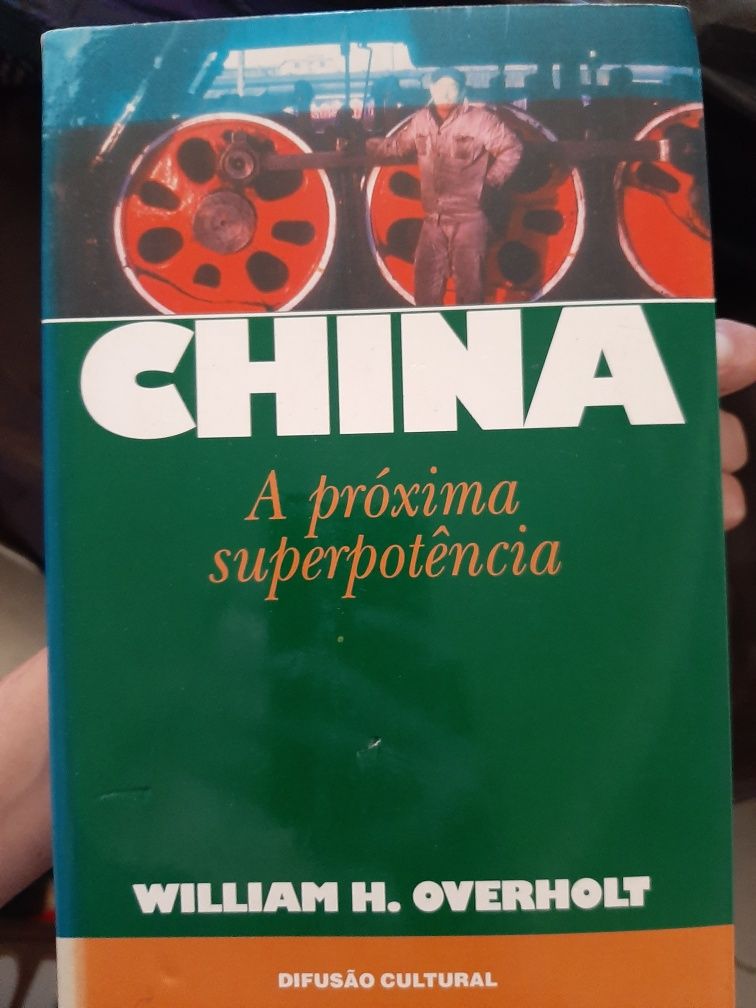 CHINA
A próxima
superpotência
WILLIAM H. OVERHOLT
DIFUSÃO CULTURAL